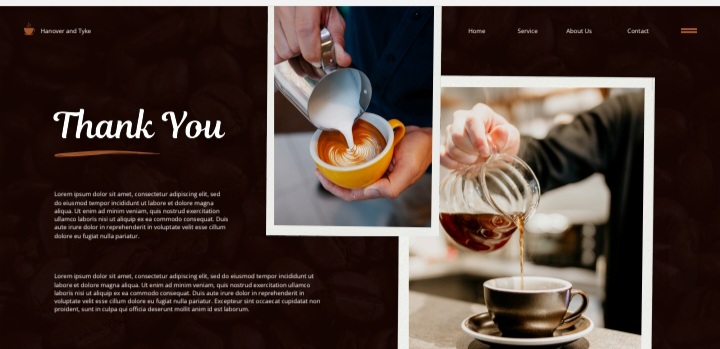 Hanover and Tyke
Home
Service
About Us
Contact
Thank You
Lorem ipsum dolor sit amet, consectetur adipiscing elit, sed
do eiusmod tempor incididunt ut labore et dolore magna
aliqua. Ut enim ad minim veniam, quis nostrud exercitation
ullamco laboris nisi ut aliquip ex ea commodo consequat. Duis
aute irure dolor in reprehenderit in voluptate velit esse cillum
dolore eu fugiat nulla pariatur.
Lorem ipsum dolor sit amet, consectetur adipiscing elit, sed do eiusmod tempor incididunt ut
labore et dolore magna aliqua. Ut enim ad minim veniam, quis nostrud exercitation ullamco
laboris nisi ut aliquip ex ea commodo consequat. Duis aute irure dolor in reprehenderit in
voluptate velit esse cillum dolore eu fugiat nulla pariatur. Excepteur sint occaecat cupidatat non
proident, sunt in culpa qui officia deserunt mollit anim id est laborum.